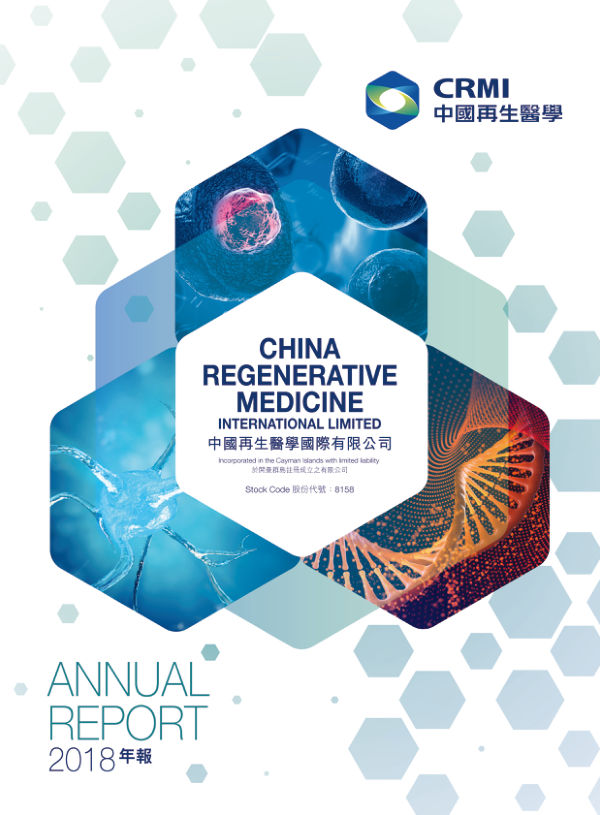 CRMI
中國再生醫學
CHINA
REGENERATIVE
MEDICINE
INTERNATIONAL LIMITED
中國再生醫學國際有限公司
Incorporated in the Cayman Islands with limited liability
於開曼群島註冊成立之有限公司
Stock Code 股份代號：8158
ANNUAL
REPORT
2018 年報